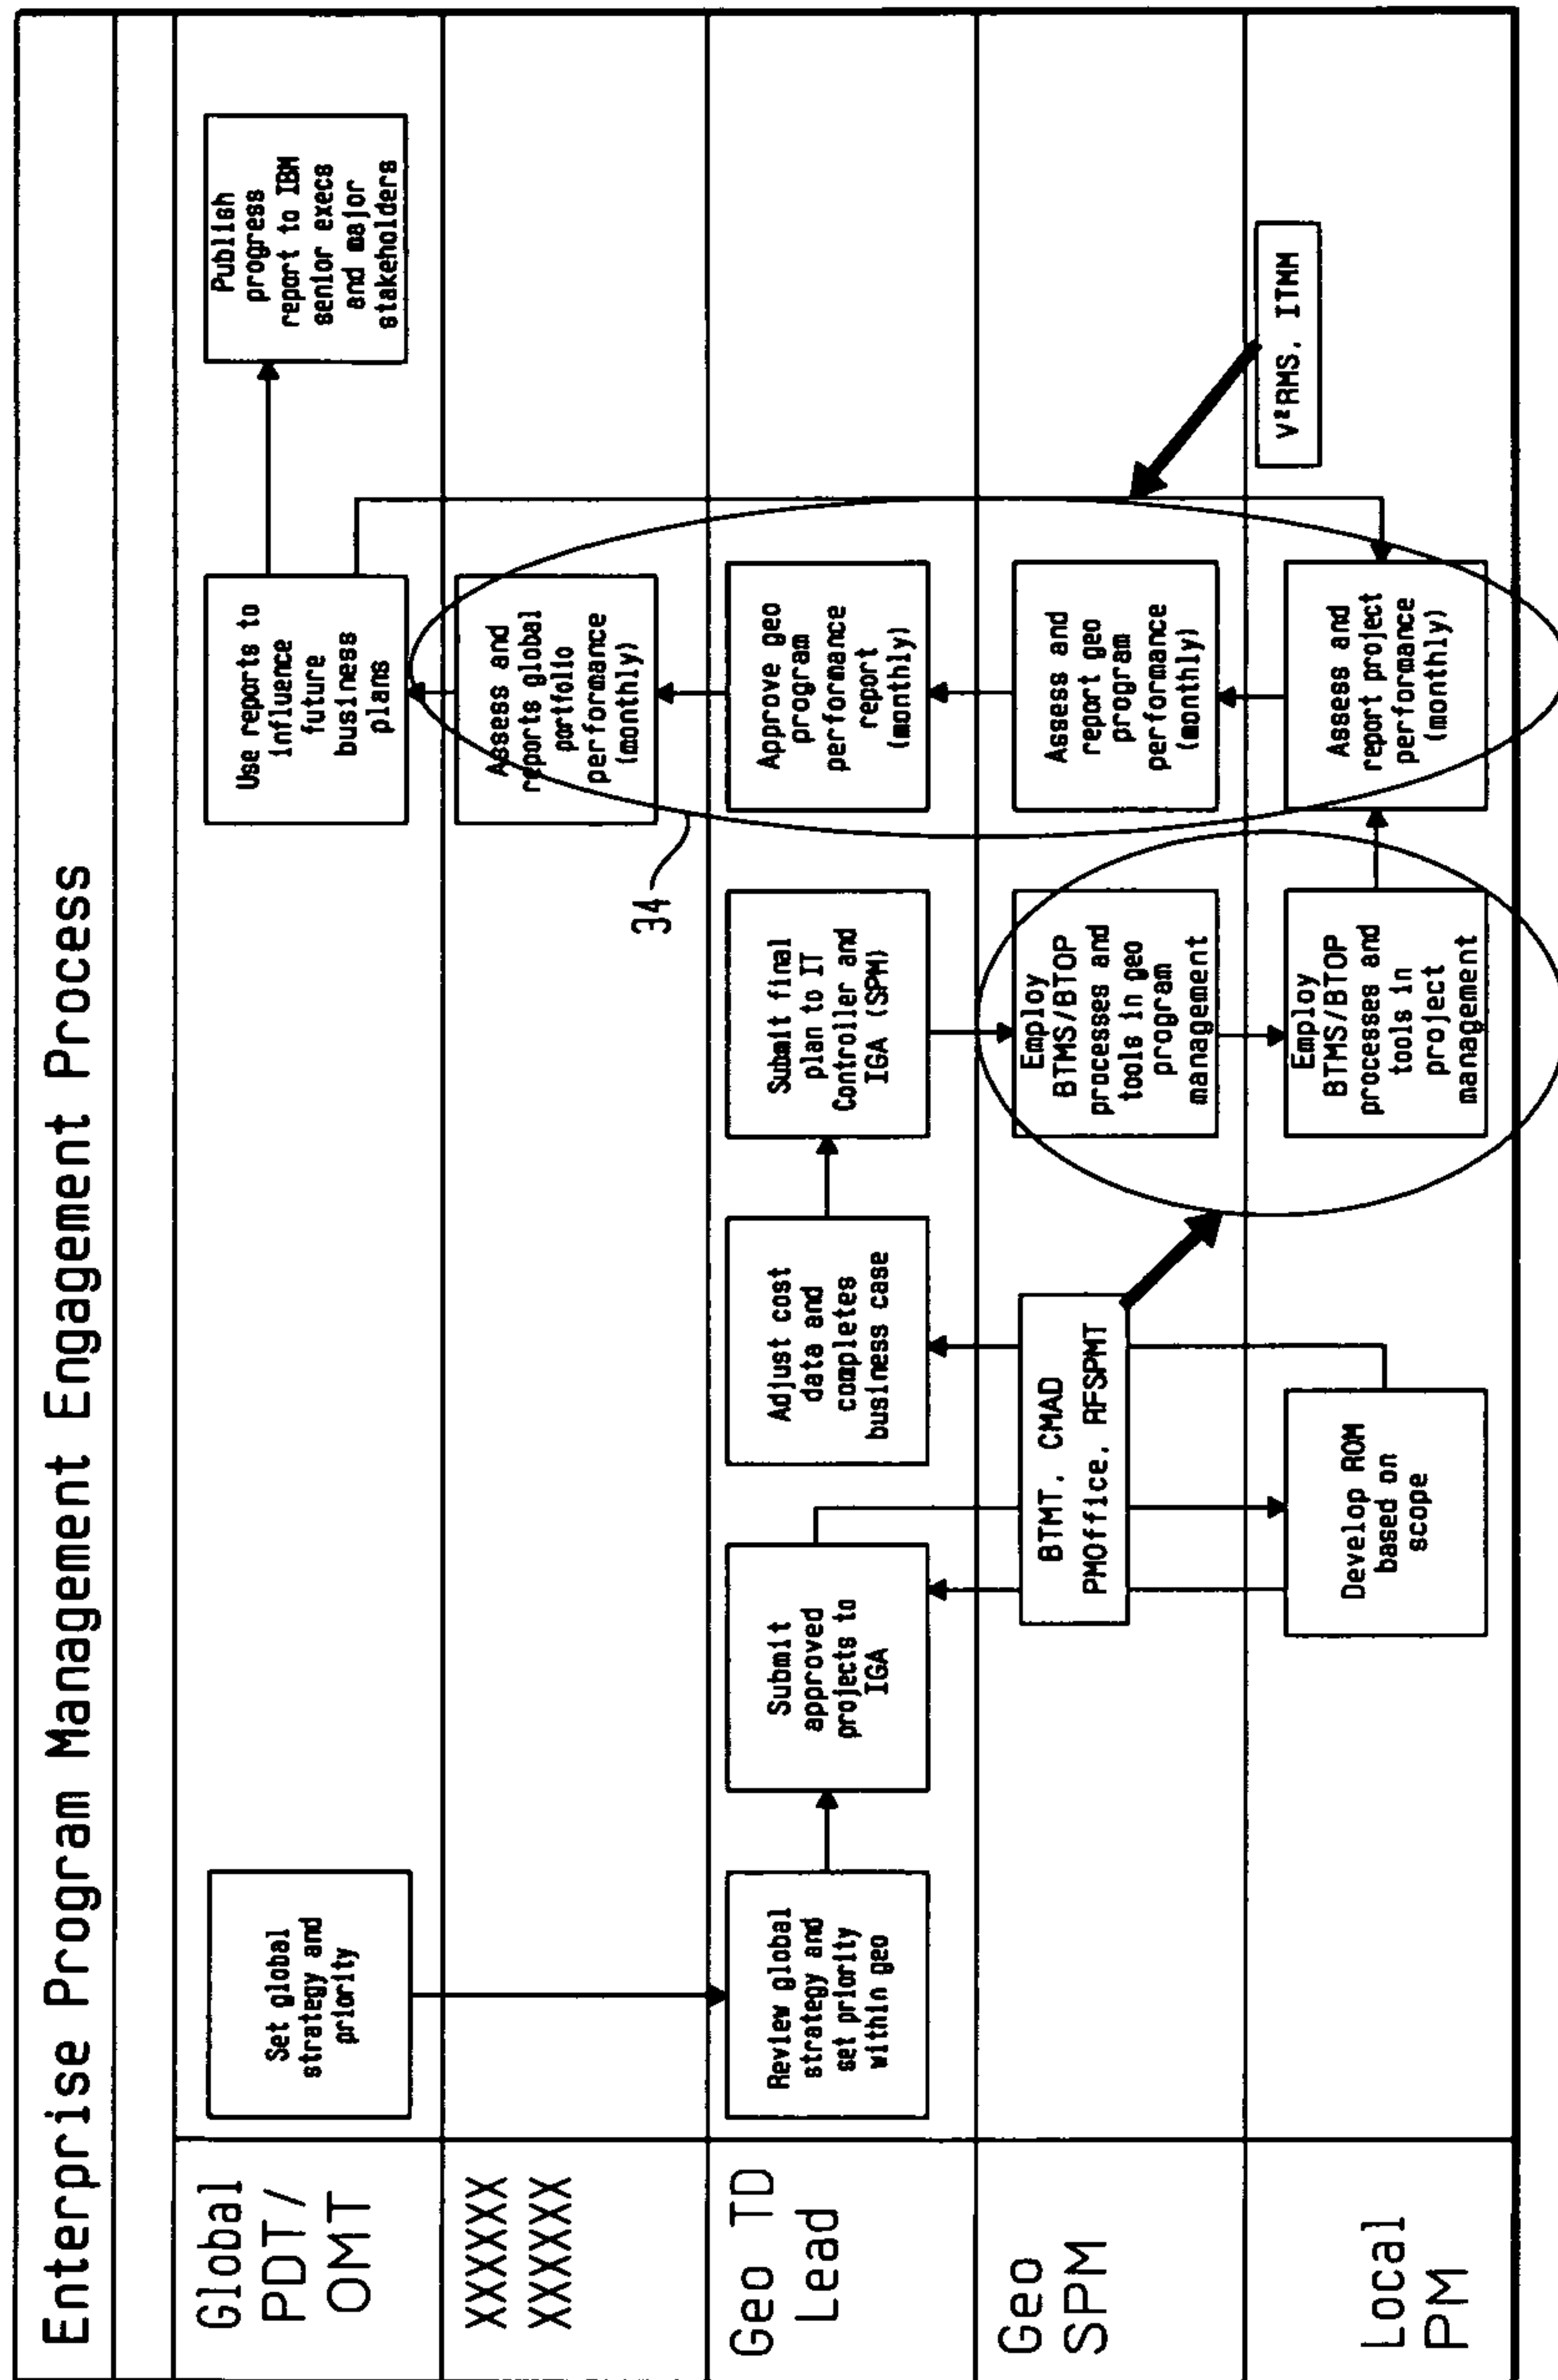 Enterprise Program Management Engagement Process
Global
PDT/
OMT
Set global
strategy and
priority
Use reports to
influence
future
business
plans
Publish
progress
report to IBM
senior execs
and major
stakeholders
XXXXXX
XXXXXX
Assess and
reports global
portfolio
performance
(monthly)
34
Geo TD
Lead
Review global
strategy and
set priority
within geo
Submit
approved
projects to
IGA
Adjust cost
data and
completes
business case
Submit final
plan to IT
Controller and
IGA (SPM)
Approve geo
program
performance
report
(monthly)
Geo
SPM
BTMT, CMAD
PMOffice, RFSPMT
Employ
BTMS/BTOP
processes and
tools in geo
program
management
Assess and
report geo
program
performance
(monthly)
Local
PM
Develop ROM
based on
scope
Employ
BTMS/BTOP
processes and
tools in
project
management
Assess and
report project
performance
(monthly)
V²RMS, ITMM